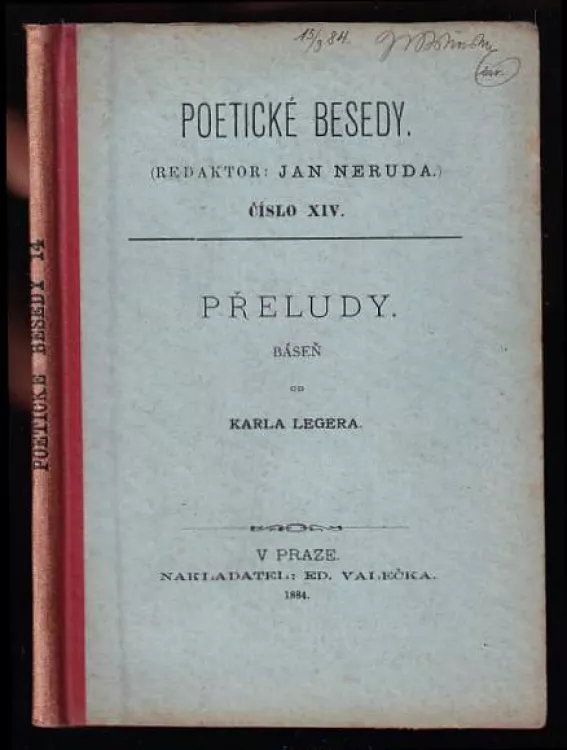 15/3 84.
POETICKÉ BESEDY.
(REDAKTOR: JAN NERUDA.)
ČÍSLO XIV.
PŘELUDY.
BÁSEŇ
OD
KARLA LEGERA.
V PRAZE.
NAKLADATEL: ED. VALEČKA.
1884.
POETICKÉ BESEDY 14